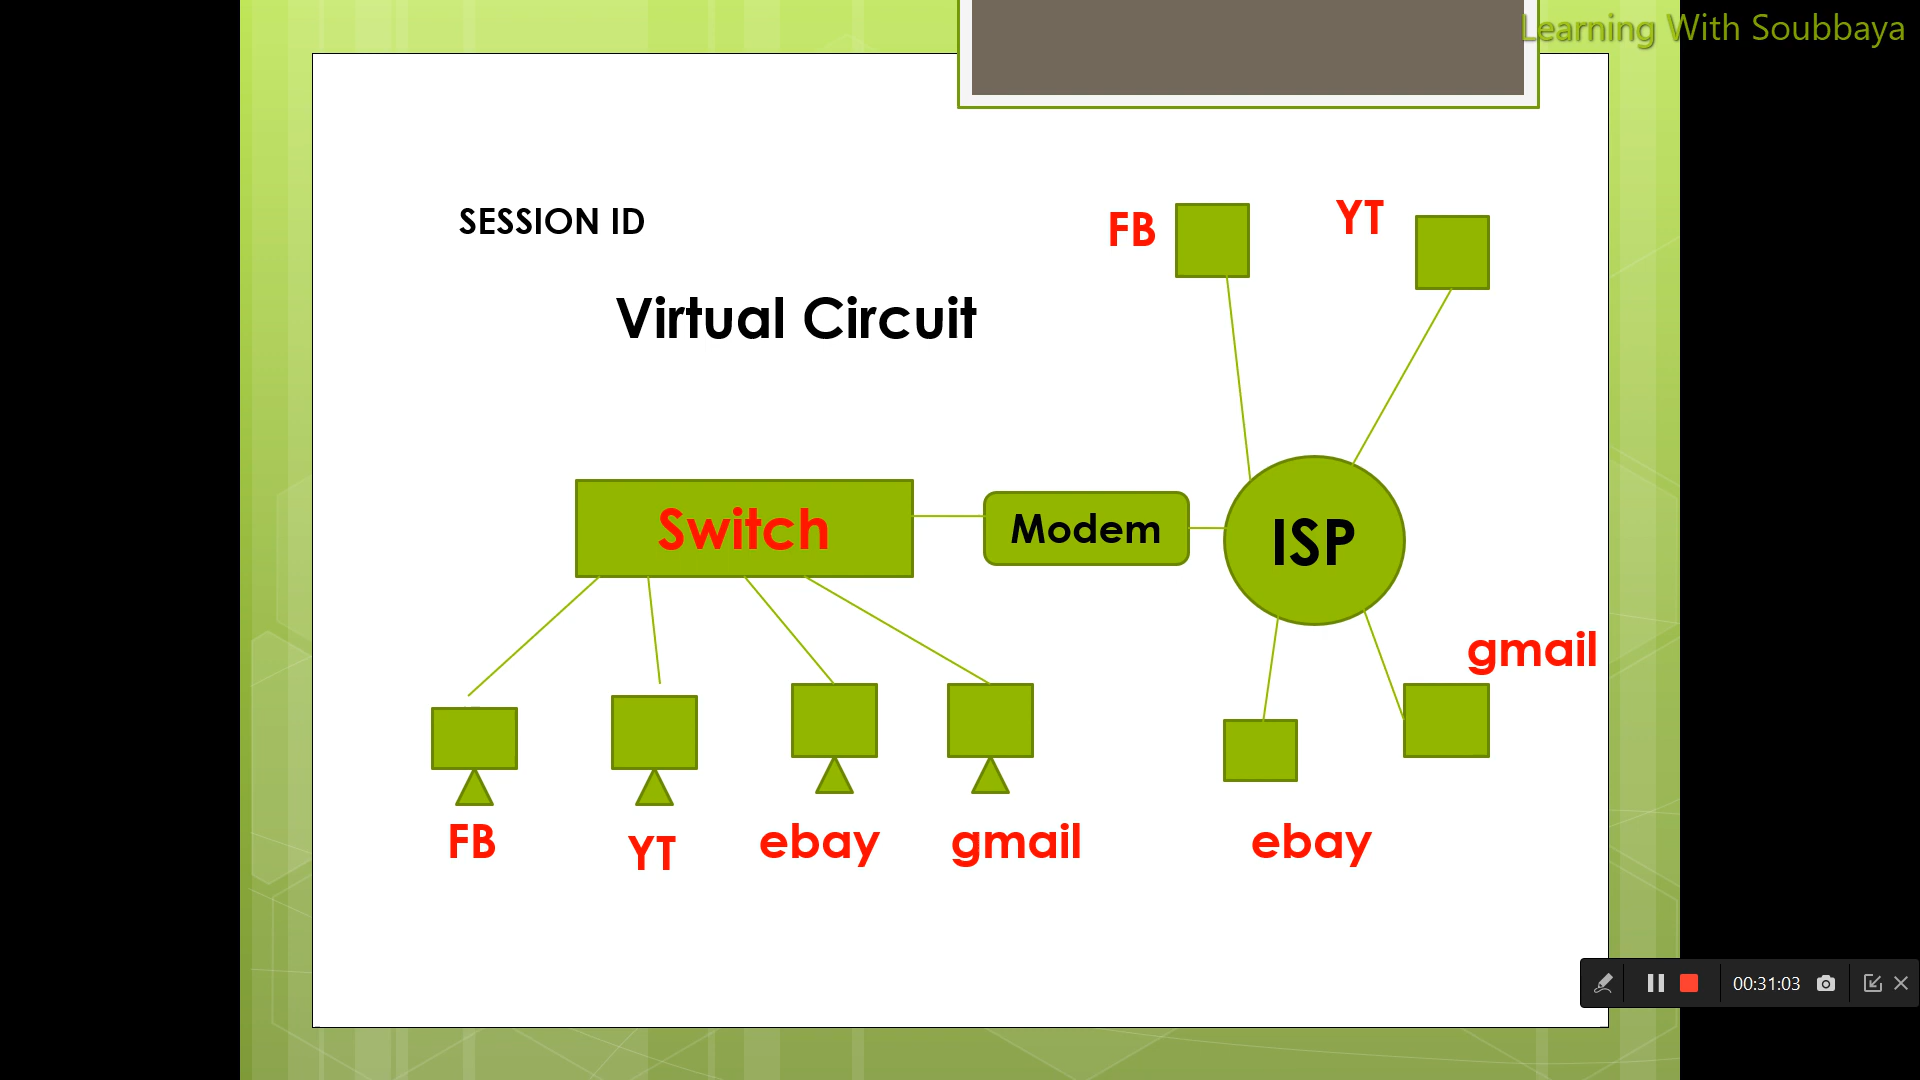 Learning With Soubbaya
SESSION ID
FB
YT
Virtual Circuit
Switch
Modem
ISP
gmail
FB
YT
ebay
gmail
ebay
00:31:03